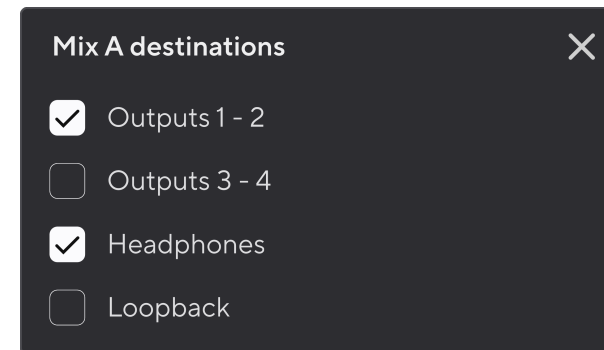 Mix A destinations
Outputs 1 - 2
Outputs 3 - 4
Headphones
Loopback